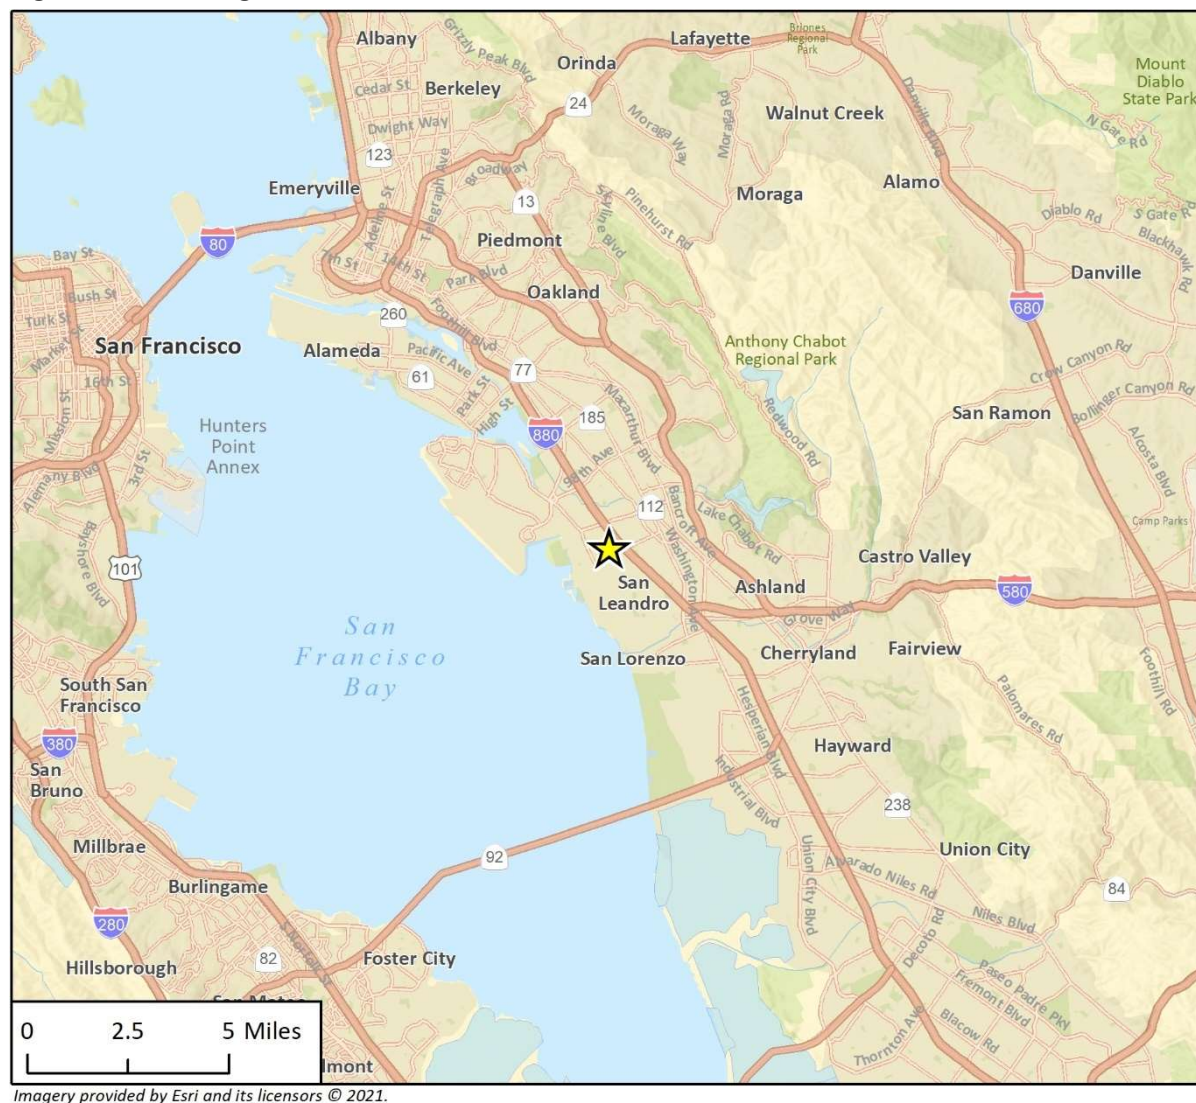 Albany
Grizzly Peak Blvd
Orinda
Lafayette
Briones
Regional
Park
Mount
Diablo
State Park
Cedar St
Berkeley
24
Walnut Creek
Danville Blvd
N Gate Rd
Dwight Way
Moraga Way
Moraga Rd
123
Broadway
Emeryville
Telegraph Ave
Adeline St
13
Skyline Blvd
Pinehurst Rd
Moraga
Alamo
Diablo Rd
S Gate Rd
Blackhawk Rd
80
Bay St
7th St
14th St
Piedmont
Park Blvd
Danville
Bush St
Oakland
680
Turk St
260
Foothill Blvd
Market St
San Francisco
Alameda
Pacific Ave
Anthony Chabot
Regional Park
Crow Canyon Rd
16th St
61
Park St
77
Macarthur Blvd
Bollinger Canyon Rd
Mission St
High St
185
Redwood Rd
San Ramon
Hunters
Point
Annex
880
Alcosta Blvd
Alemany Blvd
3rd St
98th Ave
112
Bancroft Ave
Lake Chabot Rd
Camp Parks
Bayshore Blvd
Washington Ave
101
San
Leandro
Ashland
Castro Valley
580
Grove Way
San
Francisco
Bay
San Lorenzo
Cherryland
Fairview
Foothill Rd
South San
Francisco
Palomares Rd
380
Hesperian Blvd
Hayward
San
Bruno
Industrial Blvd
238
Millbrae
92
Union City
Union City Blvd
Alvarado Niles Rd
Burlingame
84
280
Niles Blvd
S Norfolk St
Decoto Rd
Hillsborough
82
Foster City
Paseo Padre Pky
Fremont Blvd
Blacow Rd
Thornton Ave
0 2.5 5 Miles
lmont
Imagery provided by Esri and its licensors © 2021.